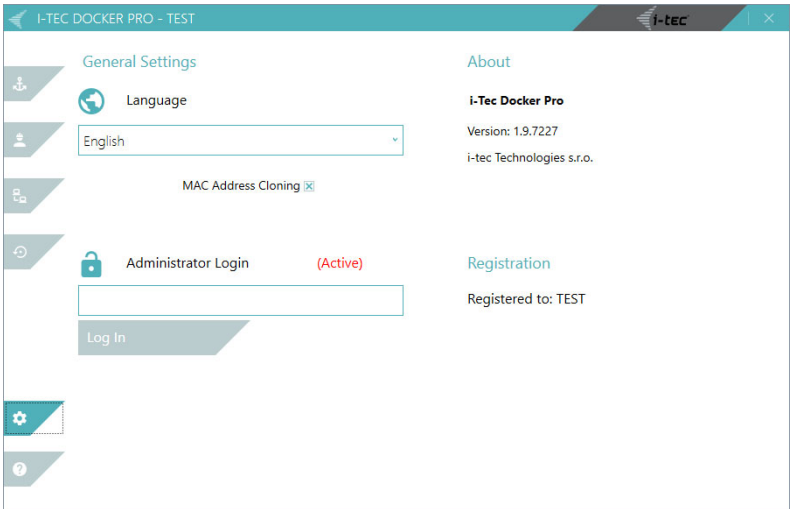 I-TEC DOCKER PRO - TEST
i-tec
General Settings
Language
English
MAC Address Cloning
Administrator Login (Active)
Log In
About
i-Tec Docker Pro
Version: 1.9.7227
i-tec Technologies s.r.o.
Registration
Registered to: TEST
?